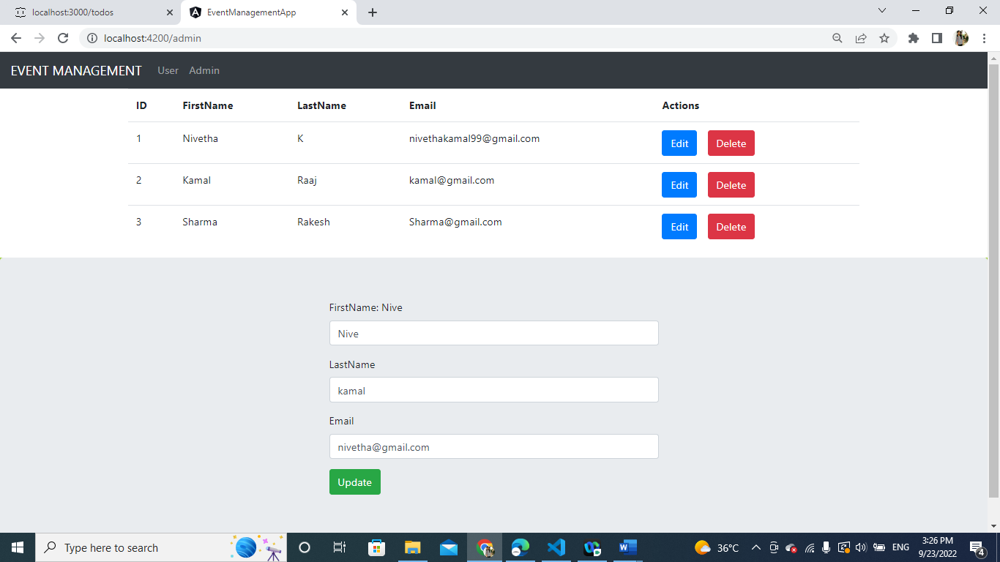 localhost:3000/todos
EventManagementApp
localhost:4200/admin
EVENT MANAGEMENT User Admin
ID FirstName LastName Email Actions
1 Nivetha K nivethakamal99@gmail.com Edit Delete
2 Kamal Raaj kamal@gmail.com Edit Delete
3 Sharma Rakesh Sharma@gmail.com Edit Delete
FirstName: Nive
Nive
LastName
kamal
Email
nivetha@gmail.com
Update
Type here to search
36°C
ENG
3:26 PM
9/23/2022
4